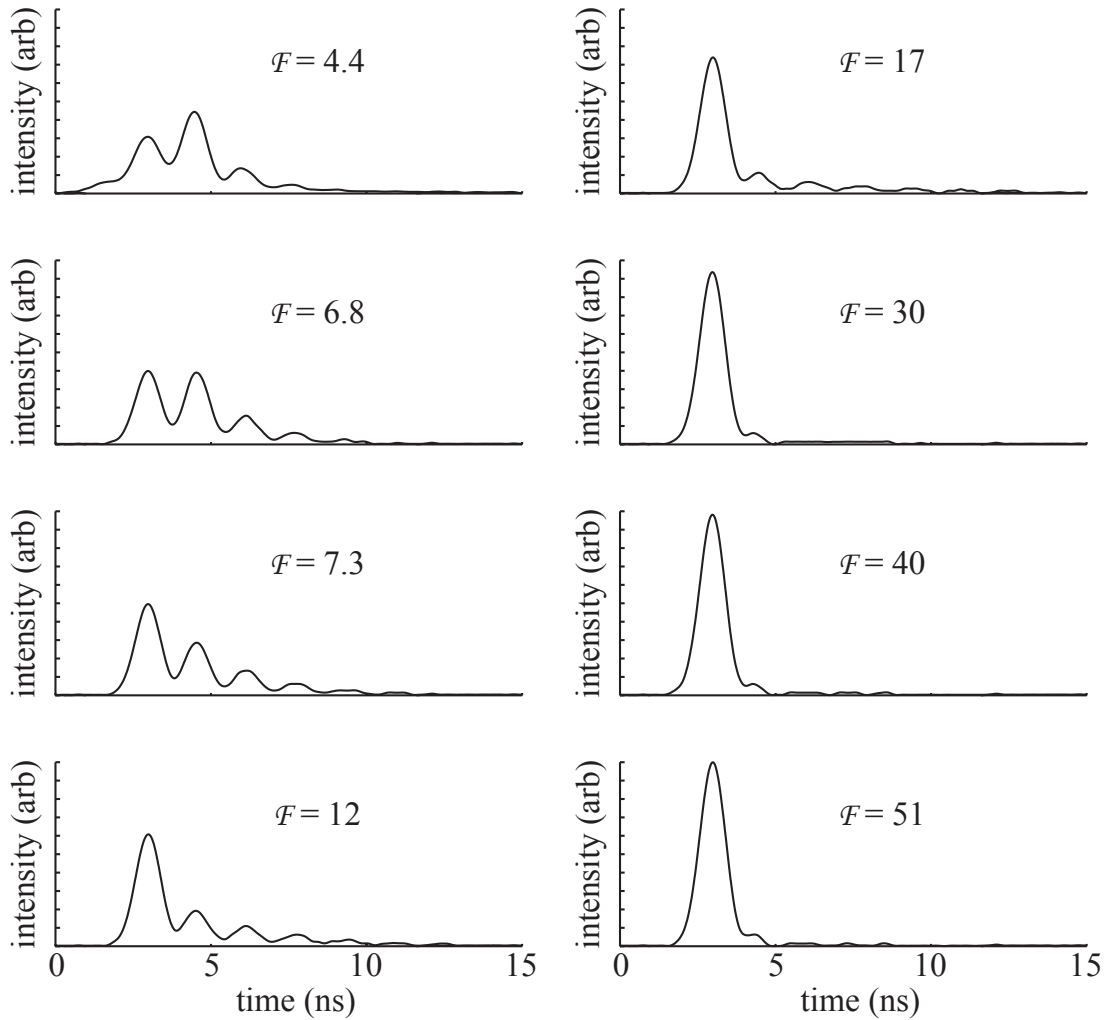 intensity (arb)
ℱ = 4.4
intensity (arb)
ℱ = 17
intensity (arb)
ℱ = 6.8
intensity (arb)
ℱ = 30
intensity (arb)
ℱ = 7.3
intensity (arb)
ℱ = 40
intensity (arb)
ℱ = 12
intensity (arb)
ℱ = 51
0 5 10 15
time (ns)
0 5 10 15
time (ns)